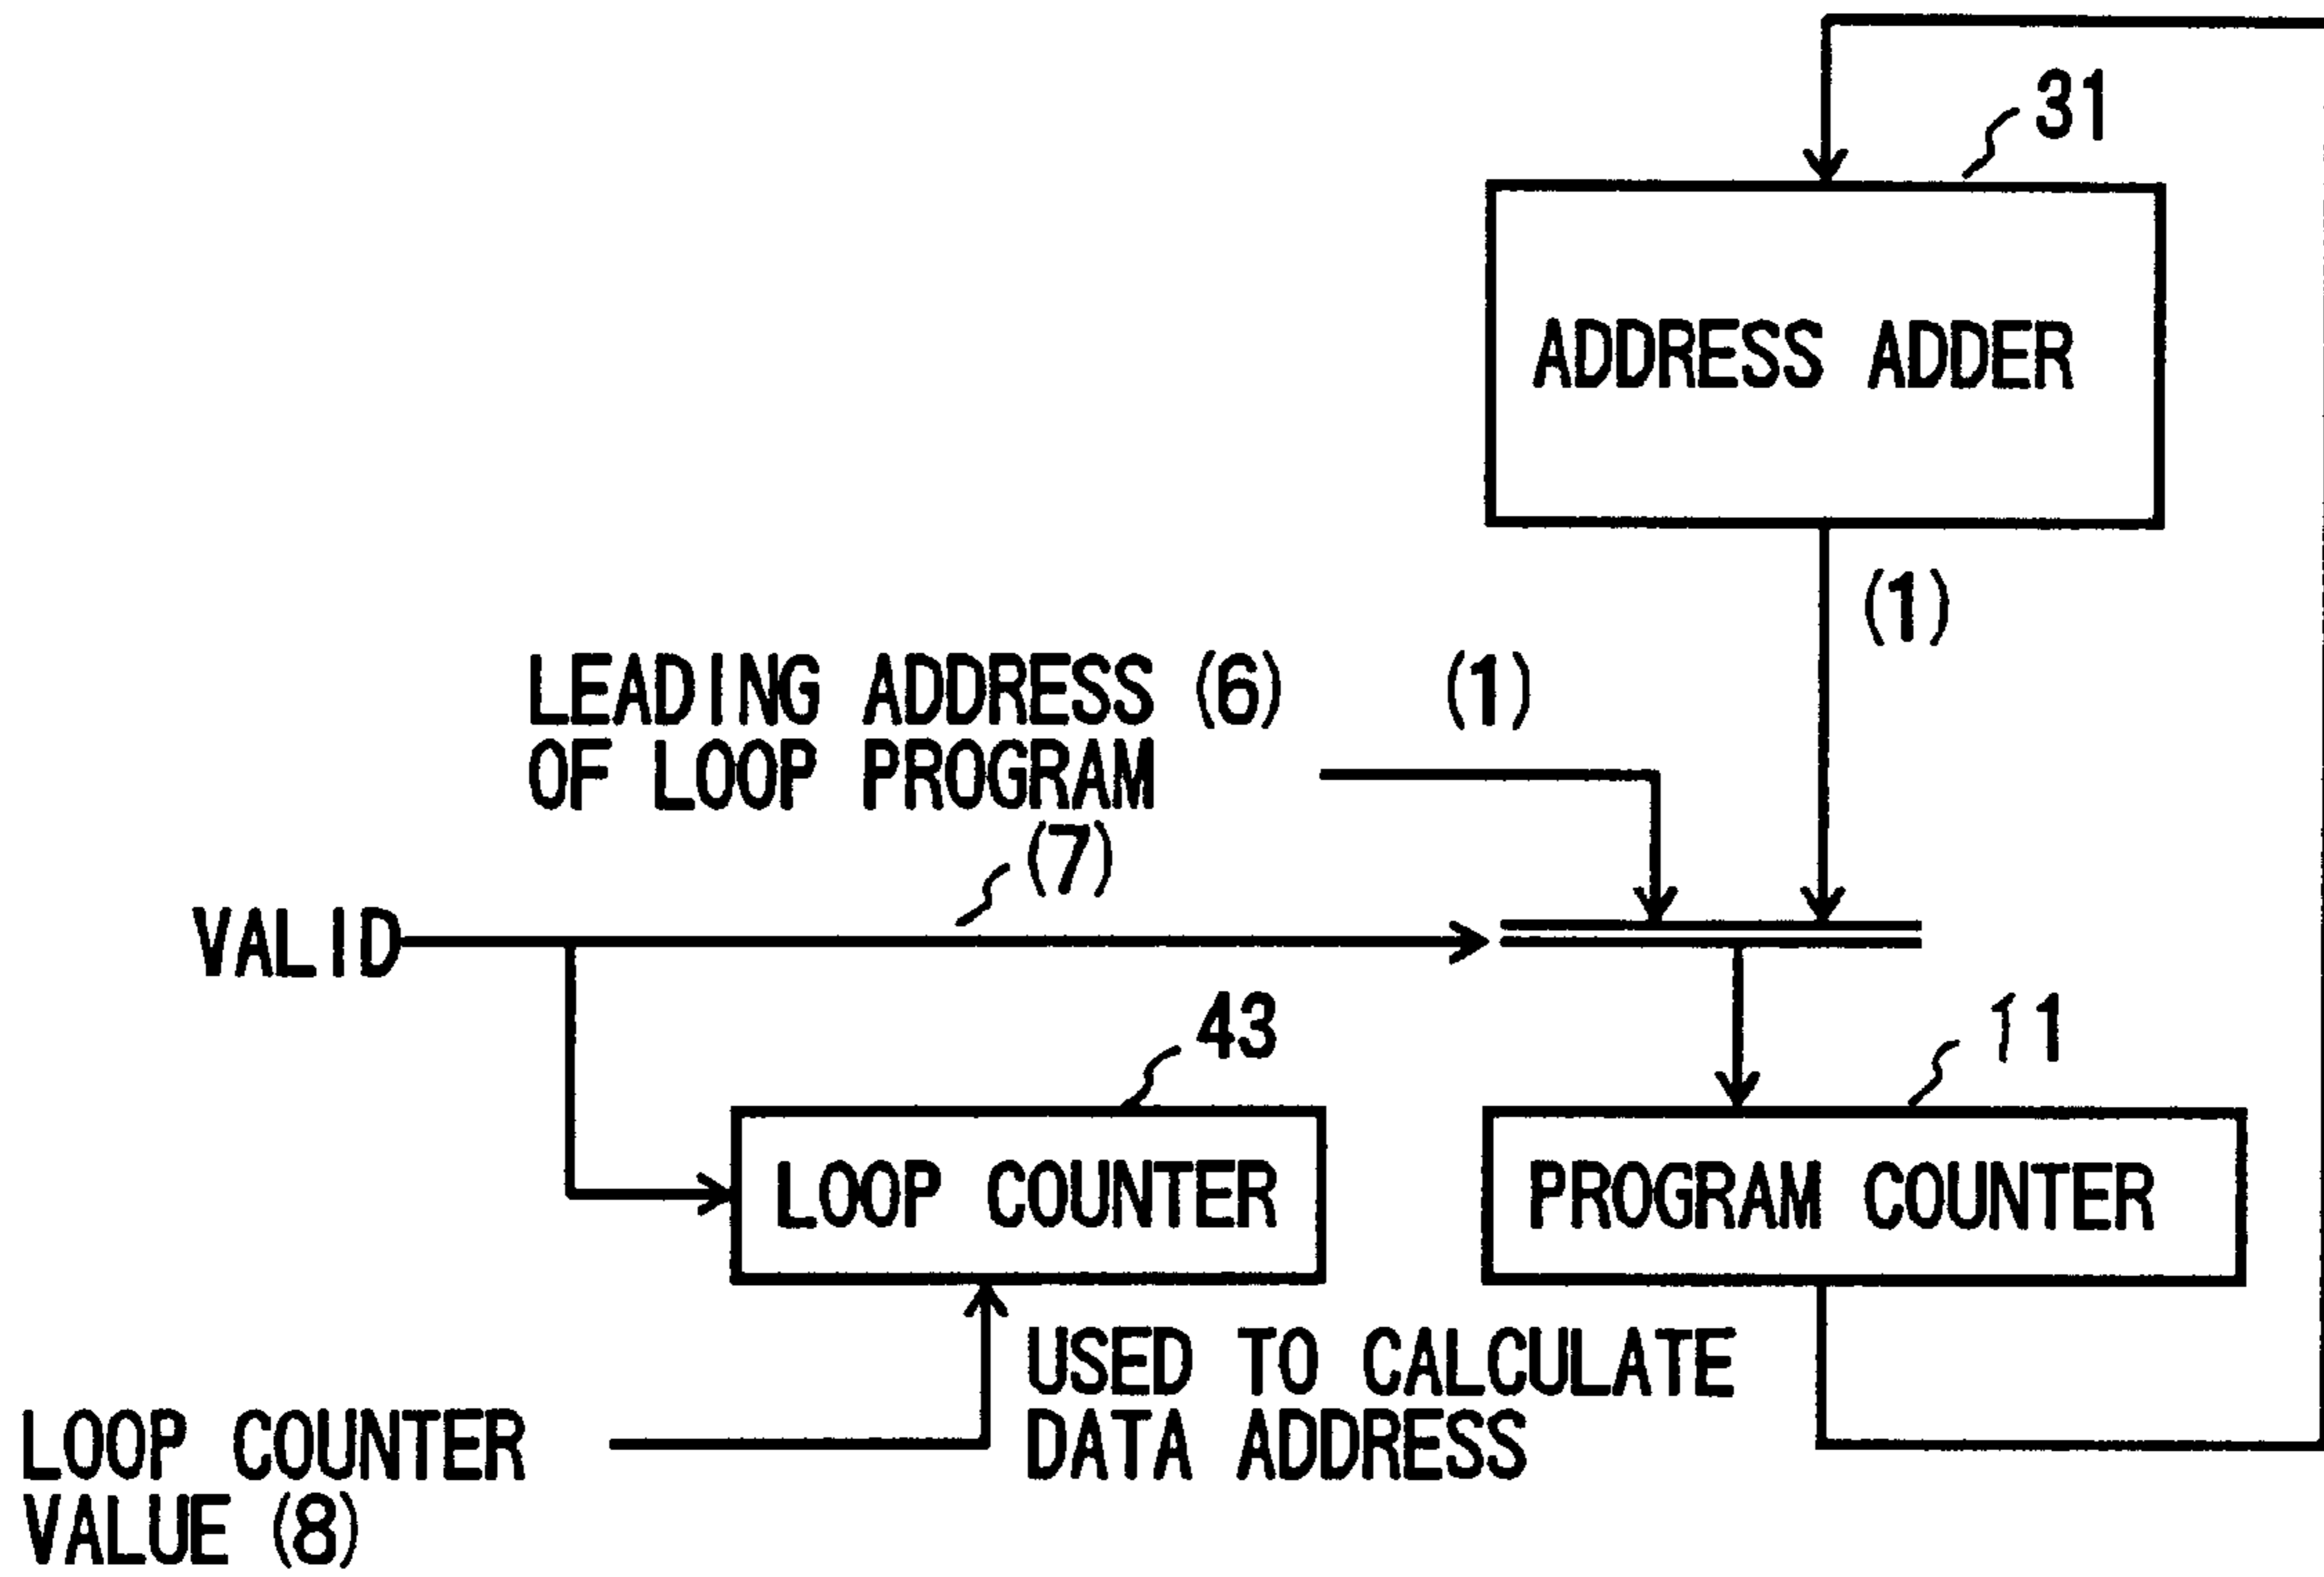 31
ADDRESS ADDER
(1)
LEADING ADDRESS (6) (1)
OF LOOP PROGRAM
(7)
VALID
43
11
LOOP COUNTER
PROGRAM COUNTER
USED TO CALCULATE
DATA ADDRESS
LOOP COUNTER
VALUE (8)